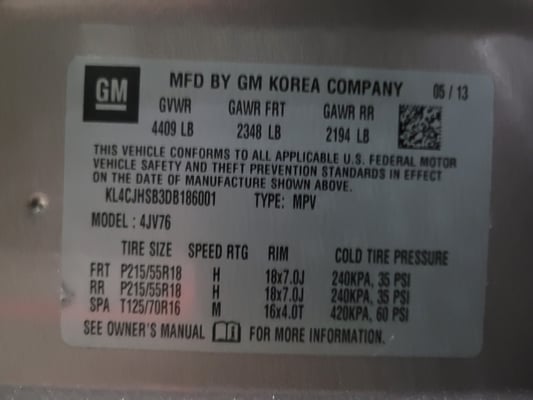 GM MFD BY GM KOREA COMPANY 05 / 13
GVWR GAWR FRT GAWR RR
4409 LB 2348 LB 2194 LB
THIS VEHICLE CONFORMS TO ALL APPLICABLE U.S. FEDERAL MOTOR
VEHICLE SAFETY AND THEFT PREVENTION STANDARDS IN EFFECT
ON THE DATE OF MANUFACTURE SHOWN ABOVE.
KL4CJHSB3DB186001 TYPE: MPV
MODEL : 4JV76
TIRE SIZE SPEED RTG RIM COLD TIRE PRESSURE
FRT P215/55R18 H 18x7.0J 240KPA, 35 PSI
RR P215/55R18 H 18x7.0J 240KPA, 35 PSI
SPA T125/70R16 M 16x4.0T 420KPA, 60 PSI
SEE OWNER'S MANUAL FOR MORE INFORMATION.